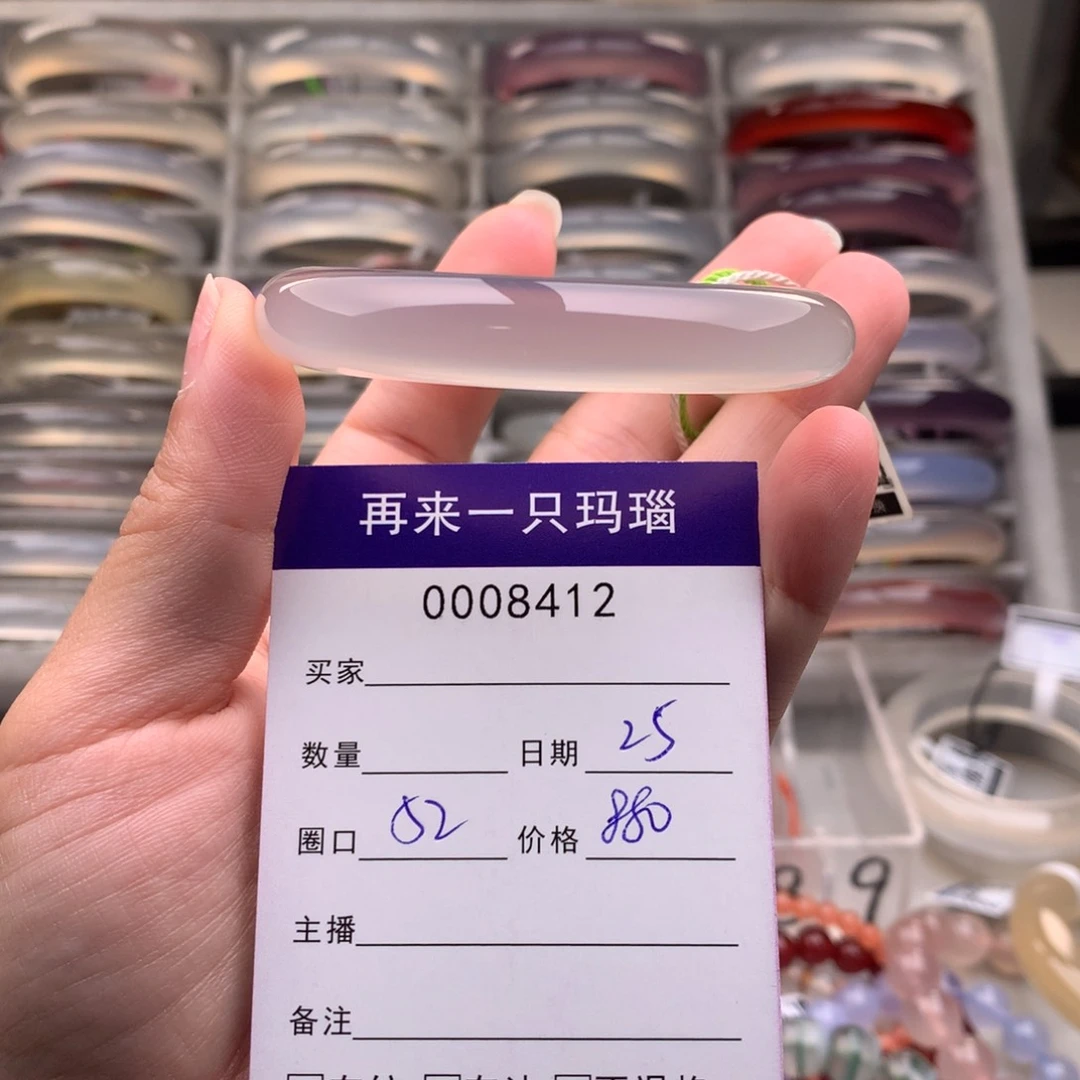 再来一只玛瑙
0008412
买家
数量 日期 25
圈口 52 价格 880
主播
备注
9